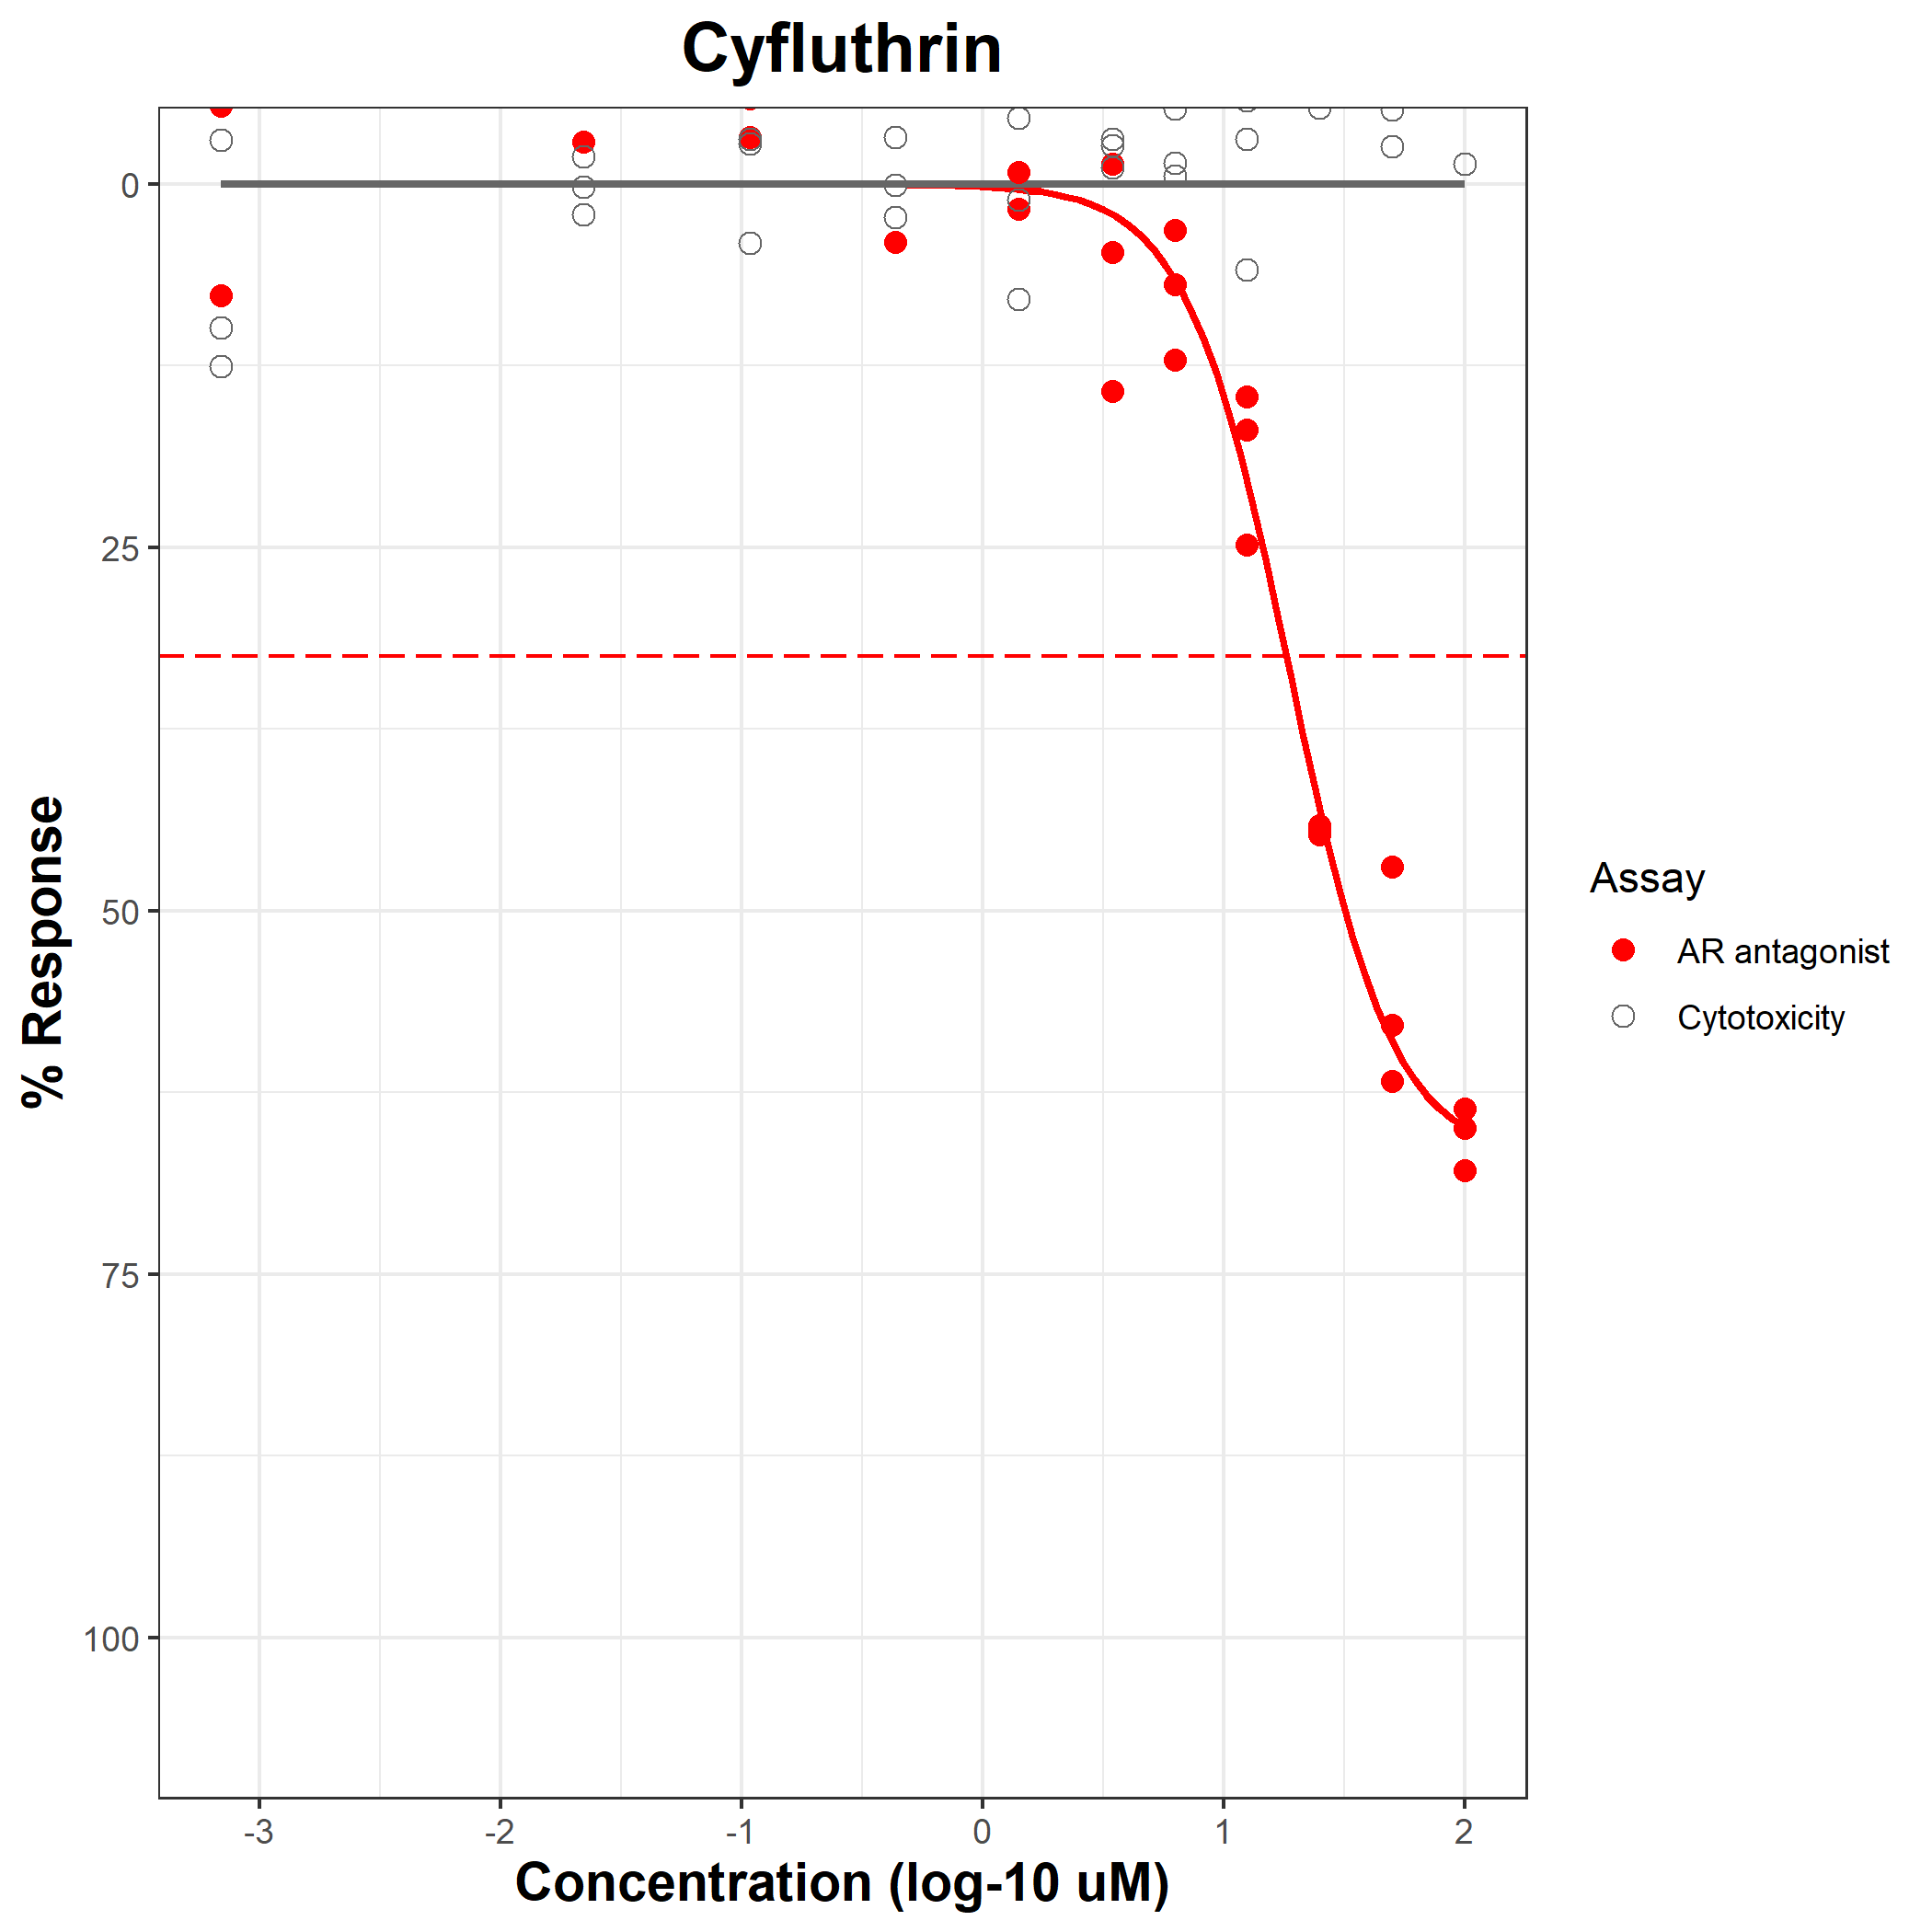 Cyfluthrin
% Response
0
25
50
75
100
-3 -2 -1 0 1 2
Concentration (log-10 uM)
Assay
AR antagonist
Cytotoxicity